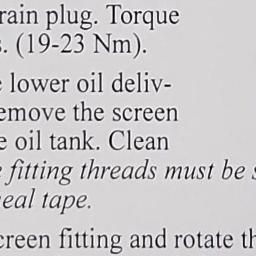 rain plug. Torque
. (19-23 Nm).
lower oil deliv-
emove the screen
e oil tank. Clean
fitting threads must be
eal tape.
creen fitting and rotate th